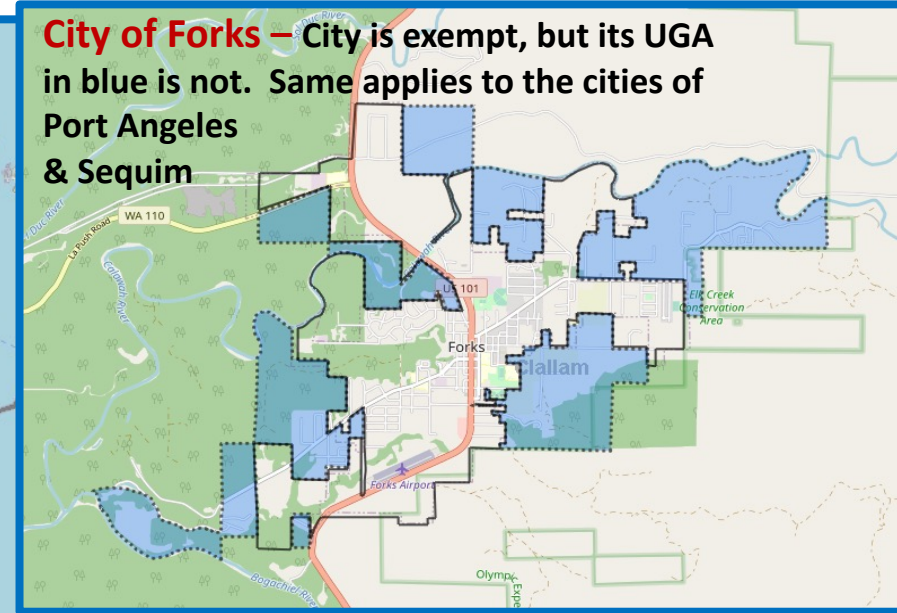 City of Forks – City is exempt, but its UGA
in blue is not.  Same applies to the cities of
Port Angeles
& Sequim
Sol Duc River
WA 110
La Push Road
Calawah River
US 101
Elk Creek
Conservation
Area
Forks
Clallam
Forks Airport
Bogachiel River
Olymp